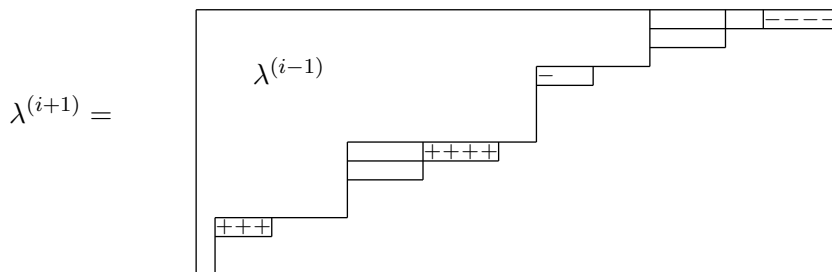 − − − −
λ^{(i−1)}
−
λ^{(i+1)} =
+ + + +
+ + +